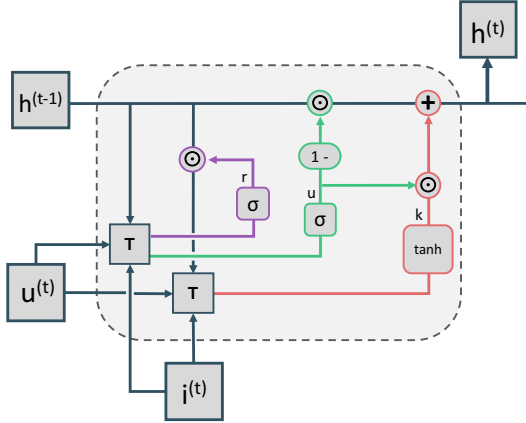 h(t)
h(t-1)
1 -
r
u
σ
σ
k
T
tanh
u(t)
T
i(t)